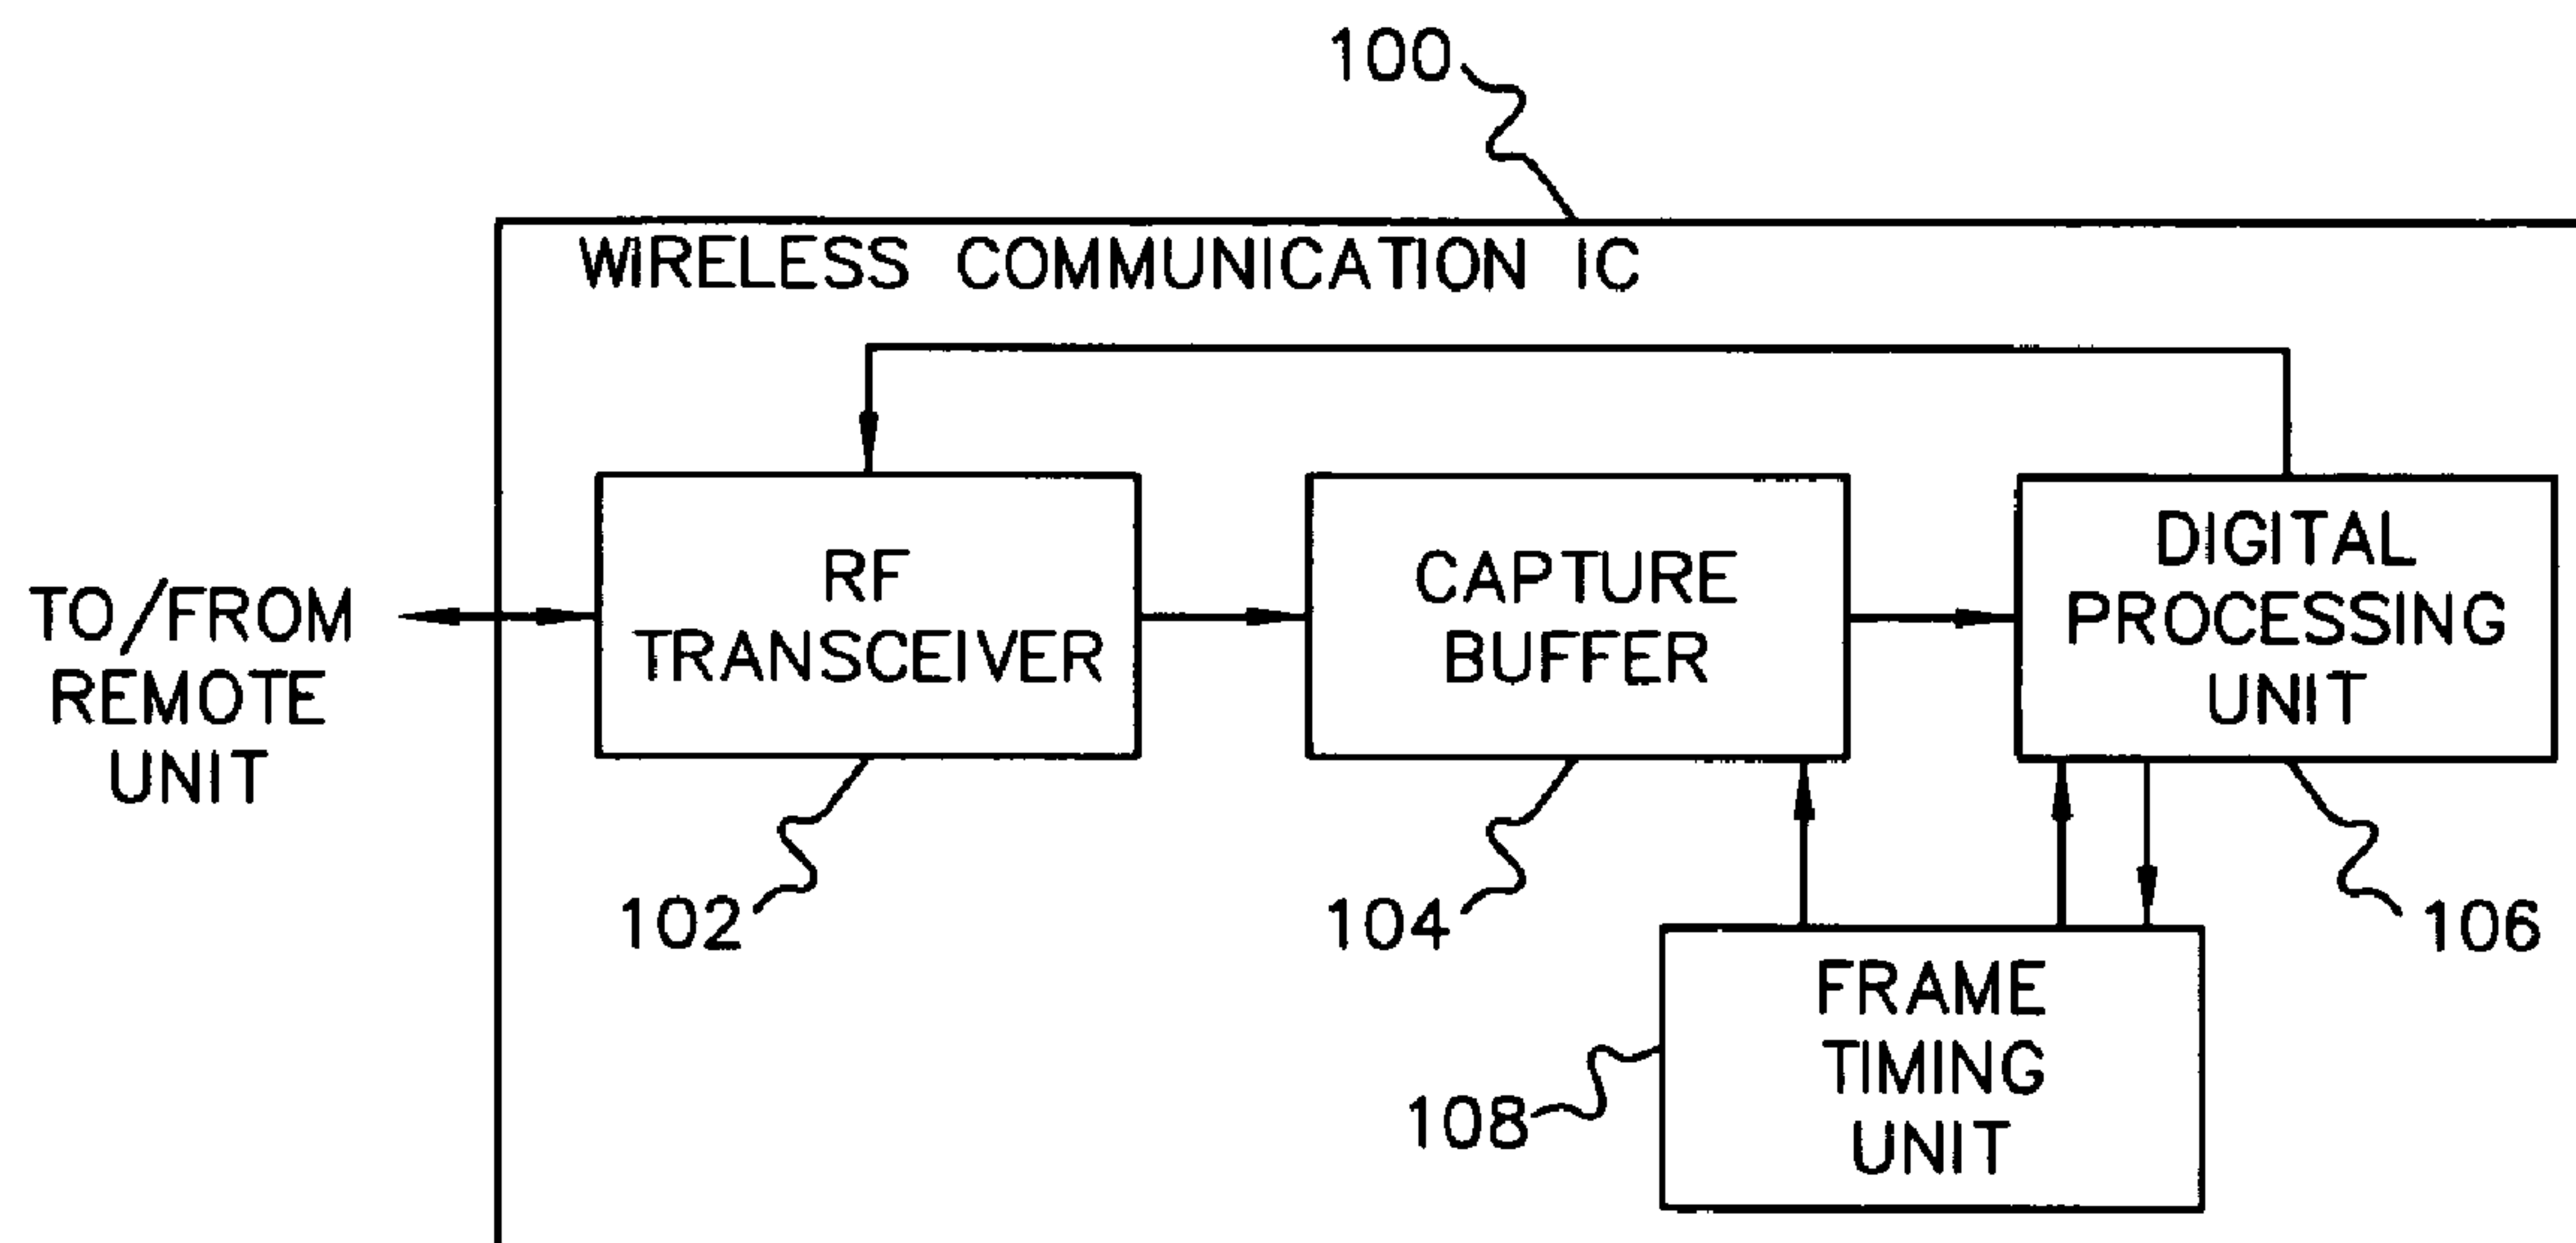 100
WIRELESS COMMUNICATION IC
TO/FROM
REMOTE
UNIT
RF
TRANSCEIVER
CAPTURE
BUFFER
DIGITAL
PROCESSING
UNIT
102
104
106
FRAME
TIMING
UNIT
108